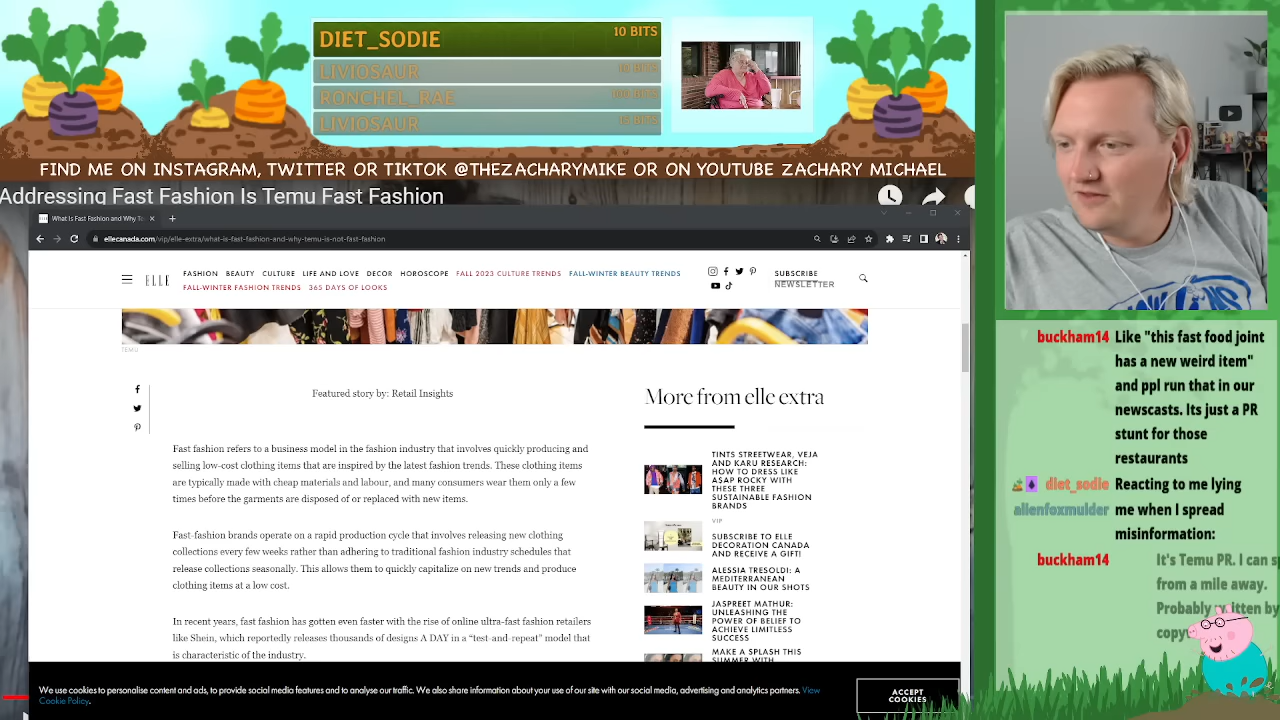 DIET_SODIE
10 BITS
LIVIOSAUR
RONCHEL_RAE
100 BITS
LIVIOSAUR
FIND ME ON INSTAGRAM, TWITTER OR TIKTOK @THEZACHARYMIKE OR ON YOUTUBE ZACHARY MICHAEL
Addressing Fast Fashion
What Is Fast Fashion and Why Te
ellecanada.com/vip/elle-extra/what-is-fast-fashion-and-why-temu-is-not-fast-fashion
ELLE
FASHION BEAUTY CULTURE LIFE AND LOVE DECOR HOROSCOPE FALL 2023 CULTURE TRENDS FALL-WINTER BEAUTY TRENDS
FALL-WINTER FASHION TRENDS 365 DAYS OF LOOKS
SUBSCRIBE
NEWSLETTER
TEMU
Featured story by: Retail Insights
Fast fashion refers to a business model in the fashion industry that involves quickly producing and
selling low-cost clothing items that are inspired by the latest fashion trends. These clothing items
are typically made with cheap materials and labour, and many consumers wear them only a few
times before the garments are disposed of or replaced with new items.
Fast-fashion brands operate on a rapid production cycle that involves releasing new clothing
collections every few weeks rather than adhering to traditional fashion industry schedules that
release collections seasonally. This allows them to quickly capitalize on new trends and produce
clothing items at a low cost.
In recent years, fast fashion has gotten even faster with the rise of online ultra-fast fashion retailers
like Shein, which reportedly releases thousands of designs A DAY in a “test-and-repeat” model that
is characteristic of the industry.
More from elle extra
TINTS STREETWEAR, VEJA
AND KARU RESEARCH:
HOW TO DRESS LIKE
ASAP ROCKY WITH
THESE THREE
SUSTAINABLE FASHION
BRANDS
VIP
SUBSCRIBE TO ELLE
DECORATION CANADA
AND RECEIVE A GIFT!
ALESSIA TRESOLDI: A
MEDITERRANEAN
BEAUTY IN OUR SHOTS
JASPREET MATHUR:
UNLEASHING THE
POWER OF BELIEF TO
ACHIEVE LIMITLESS
SUCCESS
MAKE A SPLASH THIS
SUMMER WITH
We use cookies to personalise content and ads, to provide social media features and to analyse our traffic. We also share information about your use of our site with our social media, advertising and analytics partners. View
Cookie Policy.
ACCEPT
COOKIES
buckham14 Like "this fast food joint
has a new weird item"
and ppl run that in our
newscasts. Its just a PR
stunt for those
restaurants
diet_sodie Reacting to me lying
alienfoxmulder me when I spread
misinformation:
buckham14 It's Temu PR. I can
from a mile away.
Probably